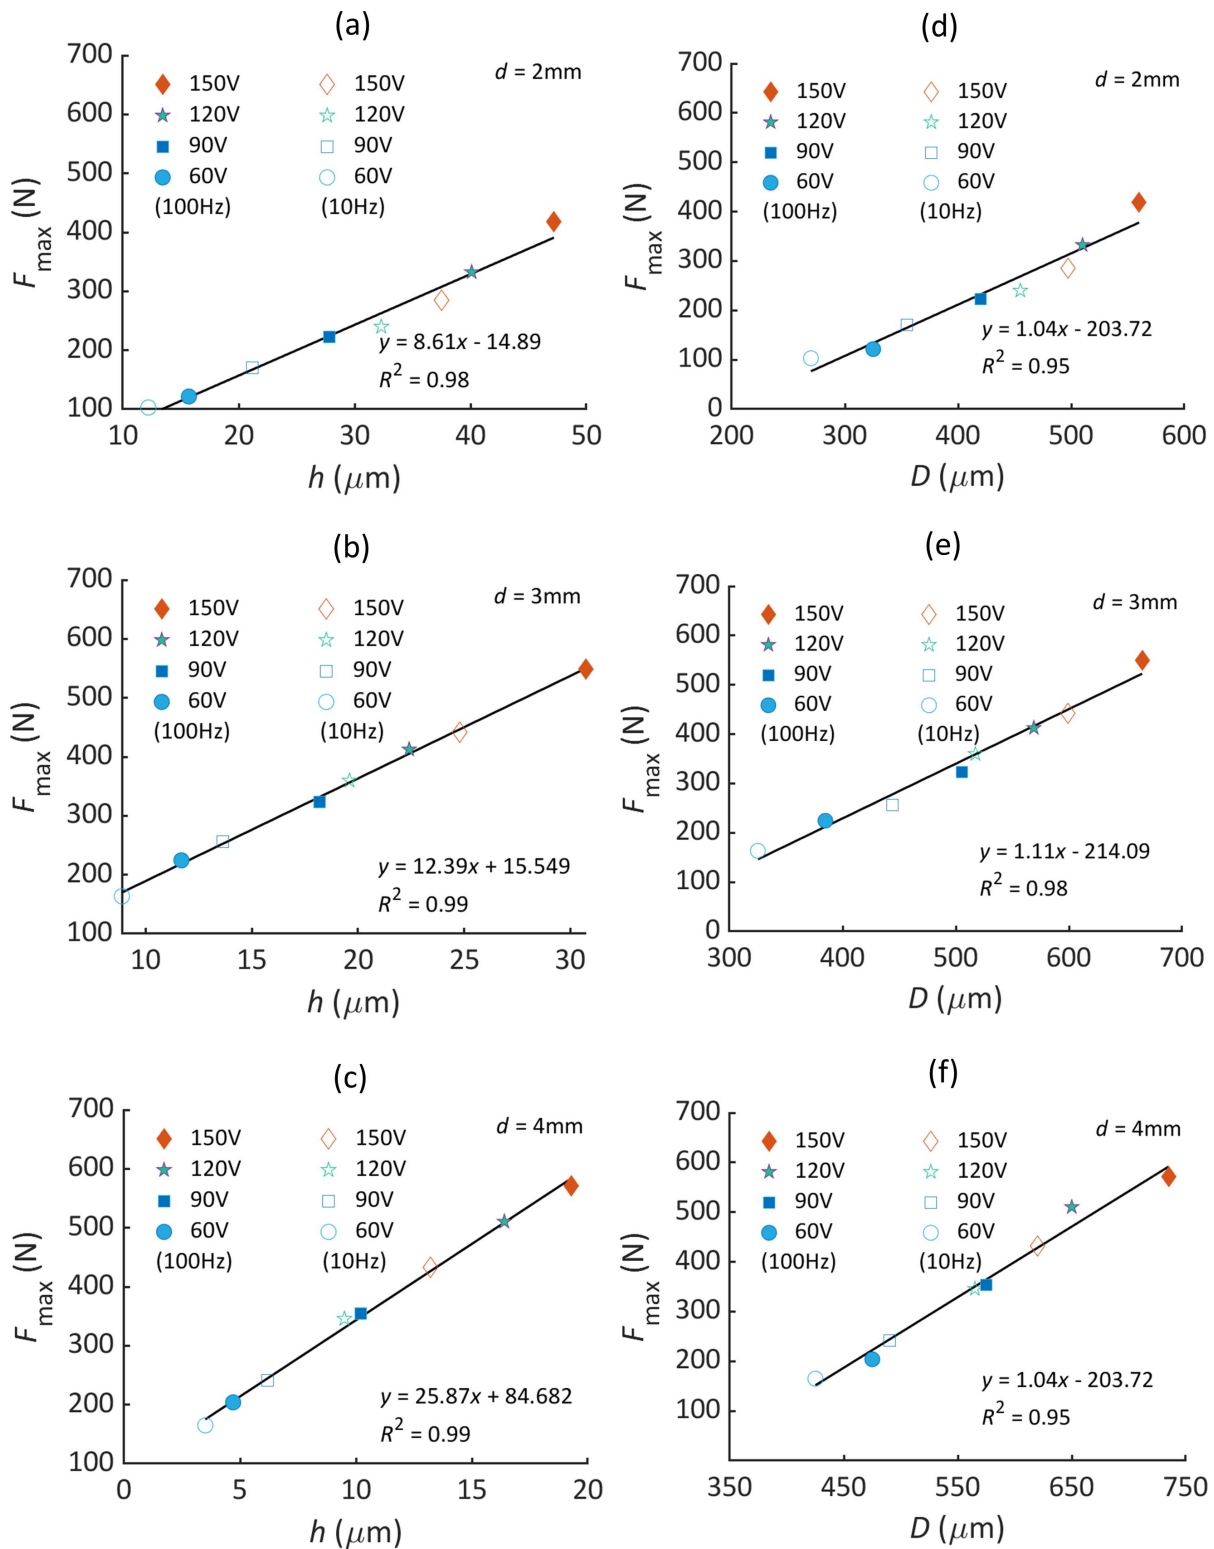 (a)
700
600
500
400
300
200
100
F max (N)
150V 150V
120V 120V
90V 90V
60V 60V
(100Hz) (10Hz)
d = 2mm
y = 8.61x - 14.89
R2 = 0.98
10 20 30 40 50
h (μm)
(d)
700
600
500
400
300
200
100
0
F max (N)
150V 150V
120V 120V
90V 90V
60V 60V
(100Hz) (10Hz)
d = 2mm
y = 1.04x - 203.72
R2 = 0.95
200 300 400 500 600
D (μm)
(b)
700
600
500
400
300
200
100
F max (N)
150V 150V
120V 120V
90V 90V
60V 60V
(100Hz) (10Hz)
d = 3mm
y = 12.39x + 15.549
R2 = 0.99
10 15 20 25 30
h (μm)
(e)
700
600
500
400
300
200
100
0
F max (N)
150V 150V
120V 120V
90V 90V
60V 60V
(100Hz) (10Hz)
d = 3mm
y = 1.11x - 214.09
R2 = 0.98
300 400 500 600 700
D (μm)
(c)
700
600
500
400
300
200
100
F max (N)
150V 150V
120V 120V
90V 90V
60V 60V
(100Hz) (10Hz)
d = 4mm
y = 25.87x + 84.682
R2 = 0.99
0 5 10 15 20
h (μm)
(f)
700
600
500
400
300
200
100
F max (N)
150V 150V
120V 120V
90V 90V
60V 60V
(100Hz) (10Hz)
d = 4mm
y = 1.04x - 203.72
R2 = 0.95
350 450 550 650 750
D (μm)